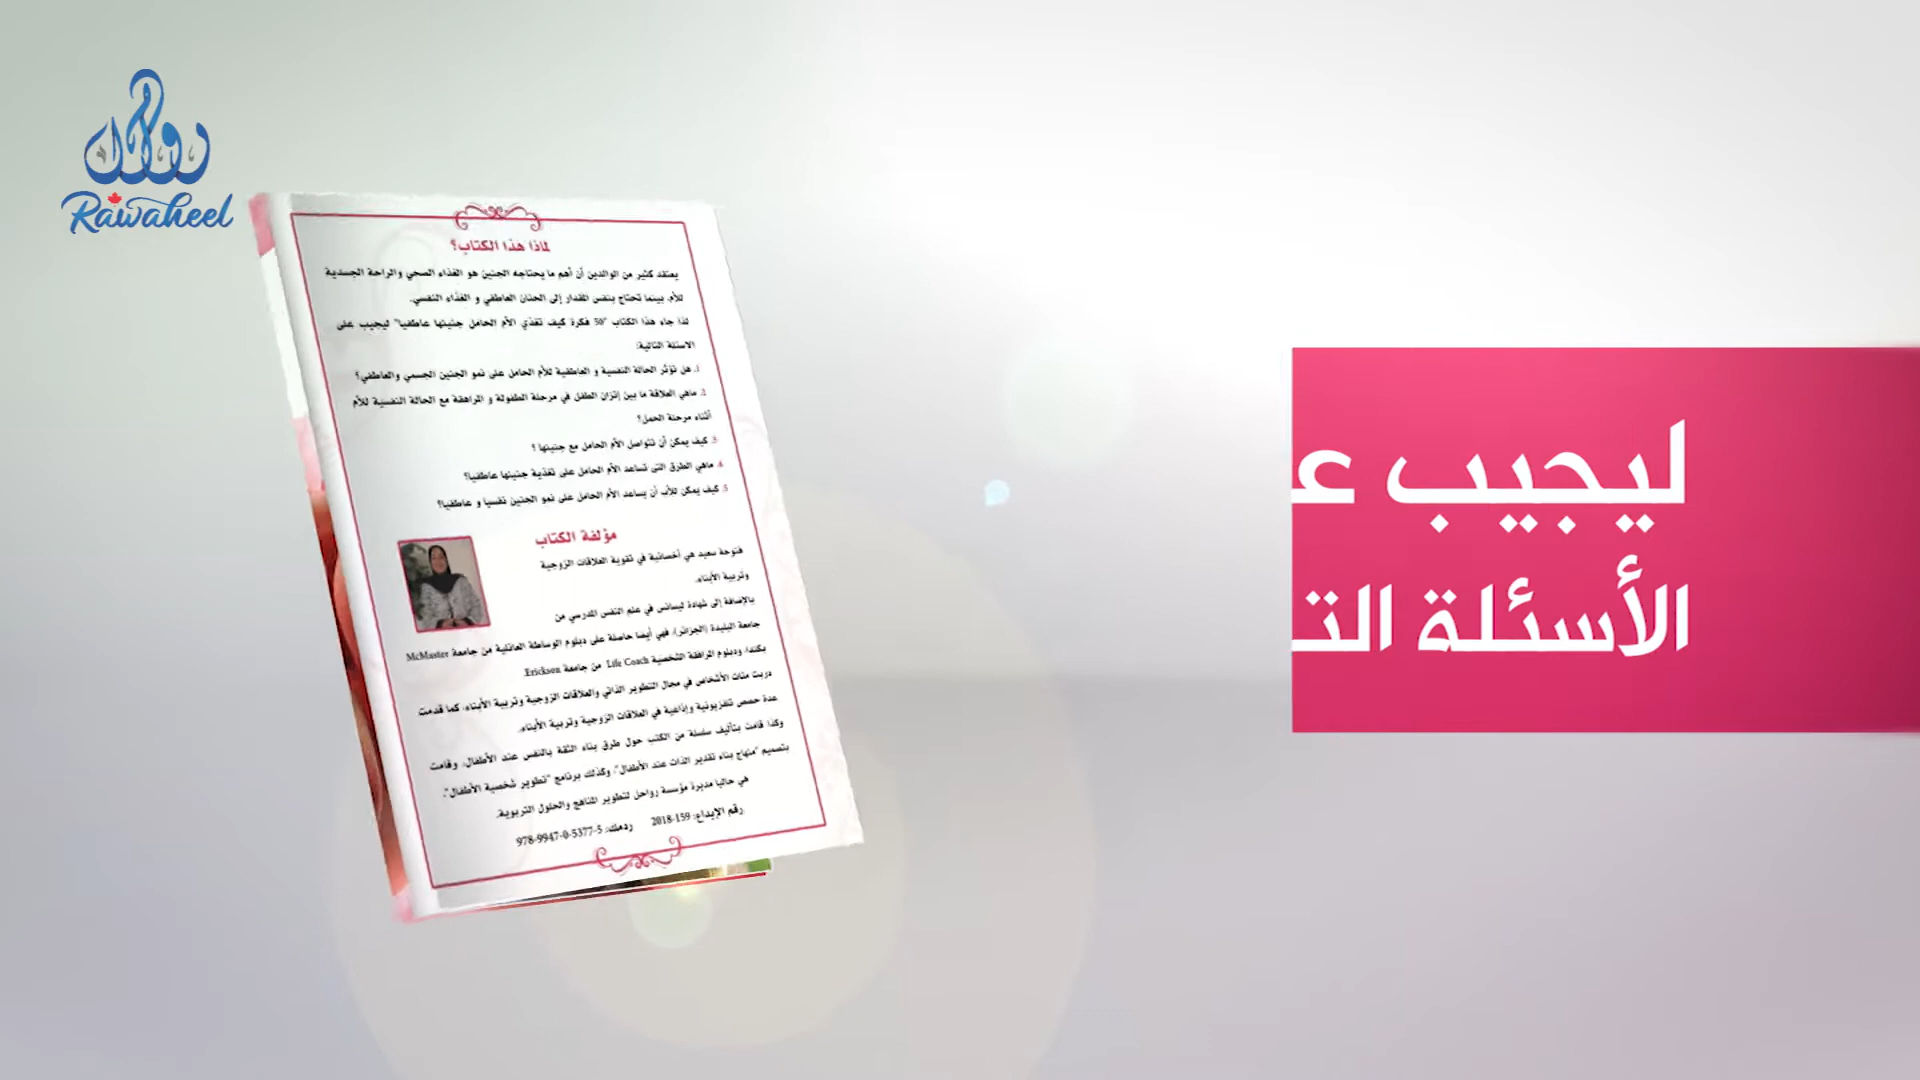 رواحل
Rawaheel
لماذا هذا الكتاب؟
يعتقد كثير من الوالدين أن أهم ما يحتاجه الجنين هو الغذاء الصحي والراحة الجسدية
للأم، بينما تحتاج بنفس المقدار إلى الحنان العاطفي و الغذاء النفسي.
لذا جاء هذا الكتاب "50 فكرة كيف تغذي الأم الحامل جنينها عاطفيا" ليجيب على
الاسئلة التالية:
1. هل تؤثر الحالة النفسية و العاطفية للأم الحامل على نمو الجنين الجسمي والعاطفي؟
2. ماهي العلاقة ما بين إتزان الطفل في مرحلة الطفولة و المراهقة مع الحالة النفسية للأم
أثناء مرحلة الحمل؟
3. كيف يمكن أن تتواصل الأم الحامل مع جنينها ؟
4. ماهي الطرق التى تساعد الأم الحامل على تغذية جنينها عاطفيا؟
5. كيف يمكن للأب أن يساعد الأم الحامل على نمو الجنين نفسيا و عاطفيا؟
مؤلفة الكتاب
فتوحة سعيد هي أخصائية في تقوية العلاقات الزوجية
وتربية الأبناء.
بالإضافة إلى شهادة ليسانس في علم النفس المدرسي من
جامعة البليدة (الجزائر)، فهي أيضا حاصلة على دبلوم الوساطة العائلية من جامعة McMaster
بكندا، ودبلوم المرافقة الشخصية Life Coach من جامعة Erickson.
دربت مئات الأشخاص في مجال التطوير الذاتي والعلاقات الزوجية وتربية الأبناء، كما قدمت
عدة حصص تلفزيونية وإذاعية في العلاقات الزوجية وتربية الأبناء.
وكذا قامت بتأليف سلسلة من الكتب حول طرق بناء الثقة بالنفس عند الأطفال، وقامت
بتصميم "منهاج بناء تقدير الذات عند الأطفال"، وكذلك برنامج "تطوير شخصية الأطفال".
هي حاليا مديرة مؤسسة رواحل لتطوير المناهج والحلول التربوية.
رقم الإيداع: 159-2018 ردمك: 5-5377-0-9947-978
ليجيب ع
الأسئلة الت